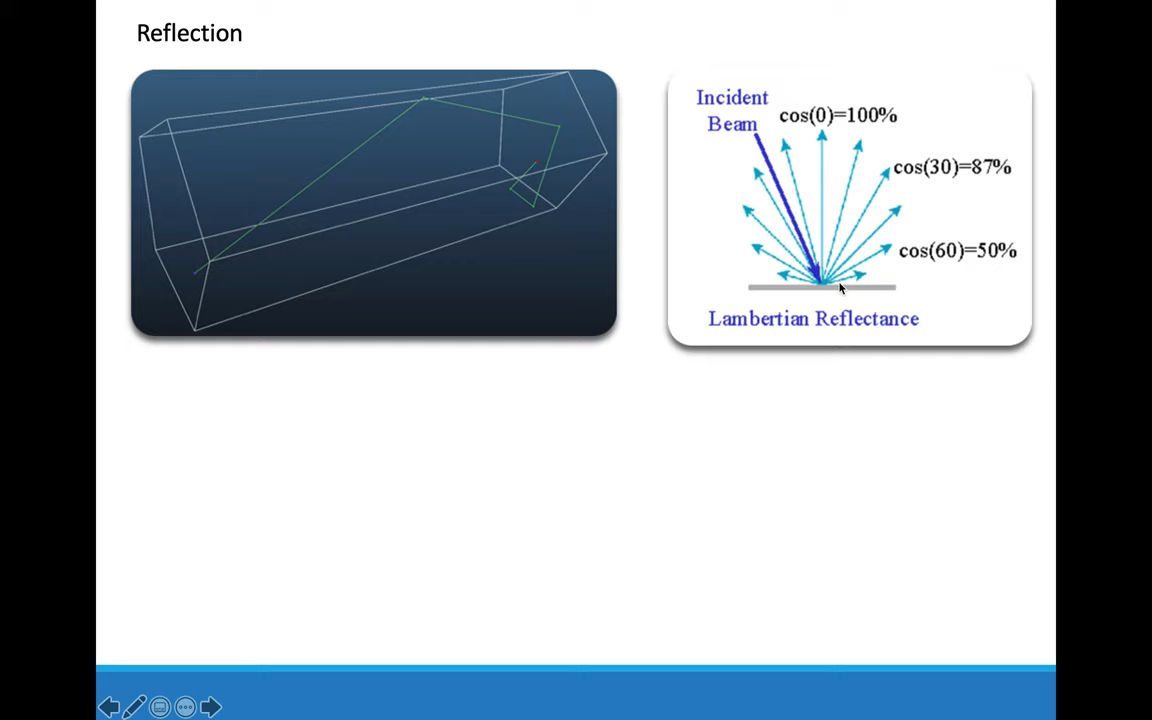 Reflection
Incident
Beam
cos(0)=100%
cos(30)=87%
cos(60)=50%
Lambertian Reflectance